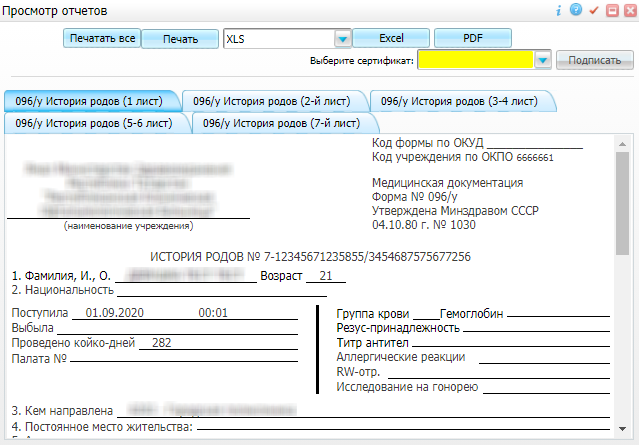 Просмотр отчетов
Печатать все Печать XLS Excel PDF
Выберите сертификат: Подписать
096/у История родов (1 лист) 096/у История родов (2-й лист) 096/у История родов (3-4 лист)
096/у История родов (5-6 лист) 096/у История родов (7-й лист)
Код формы по ОКУД
Код учреждения по ОКПО 6666661
Медицинская документация
Форма № 096/у
Утверждена Минздравом СССР
04.10.80 г. № 1030
(наименование учреждения)
ИСТОРИЯ РОДОВ № 7-12345671235855/3454687575677256
1. Фамилия, И., О. Возраст 21
2. Национальность
Поступила 01.09.2020 00:01
Выбыла
Проведено койко-дней 282
Палата №
Группа крови Гемоглобин
Резус-принадлежность
Титр антител
Аллергические реакции
RW-отр.
Исследование на гонорею
3. Кем направлена
4. Постоянное место жительства: